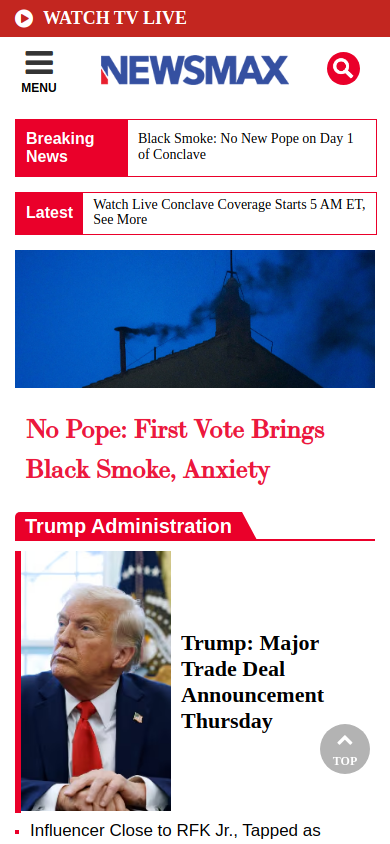 WATCH TV LIVE
MENU
NEWSMAX
Breaking
News
Black Smoke: No New Pope on Day 1
of Conclave
Latest
Watch Live Conclave Coverage Starts 5 AM ET,
See More
No Pope: First Vote Brings
Black Smoke, Anxiety
Trump Administration
Trump: Major
Trade Deal
Announcement
Thursday
TOP
Influencer Close to RFK Jr., Tapped as